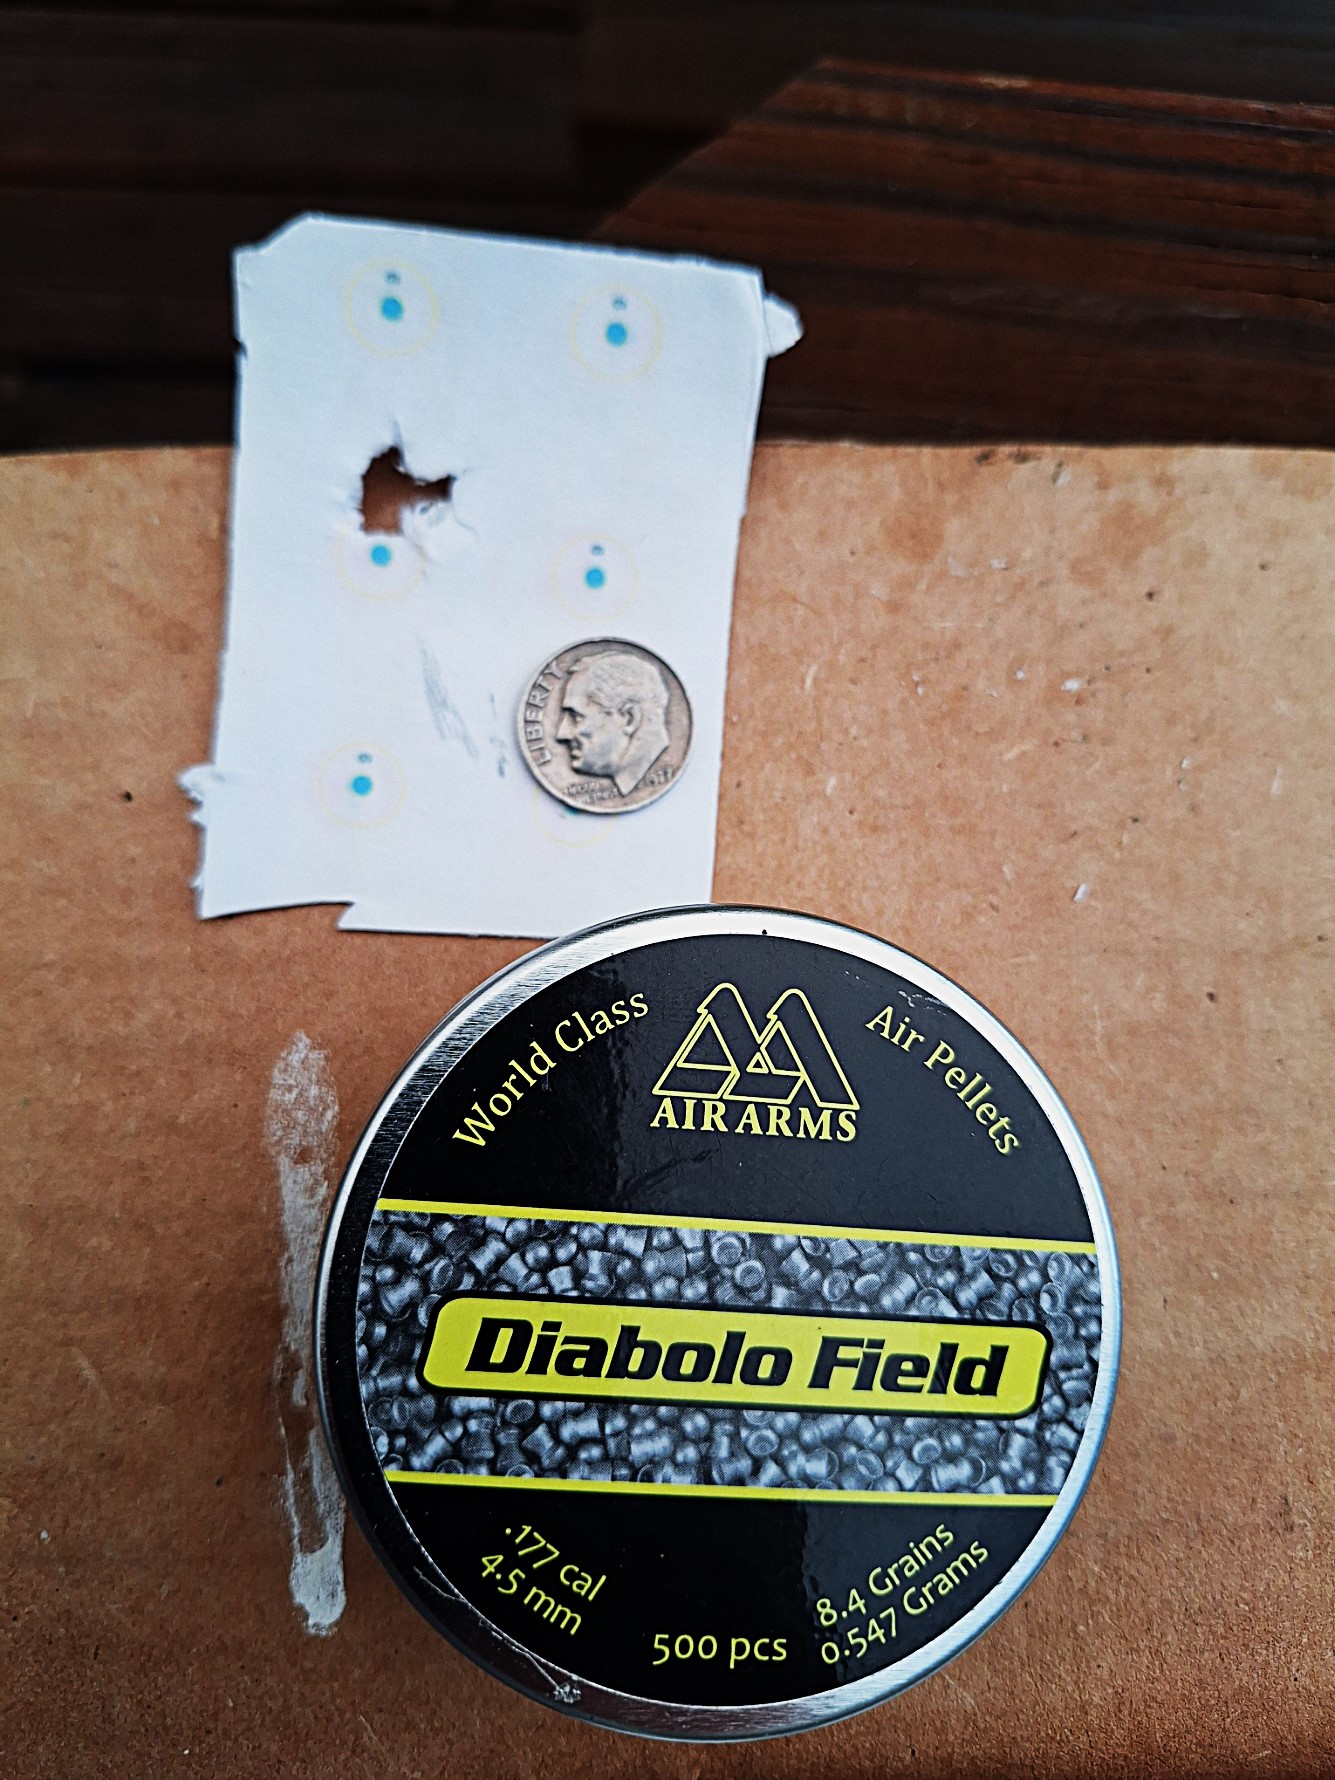 LIBERTY
World Class
AIR ARMS
Air Pellets
Diabolo Field
.177 cal
4.5 mm
500 pcs
8.4 Grains
0.547 Grams